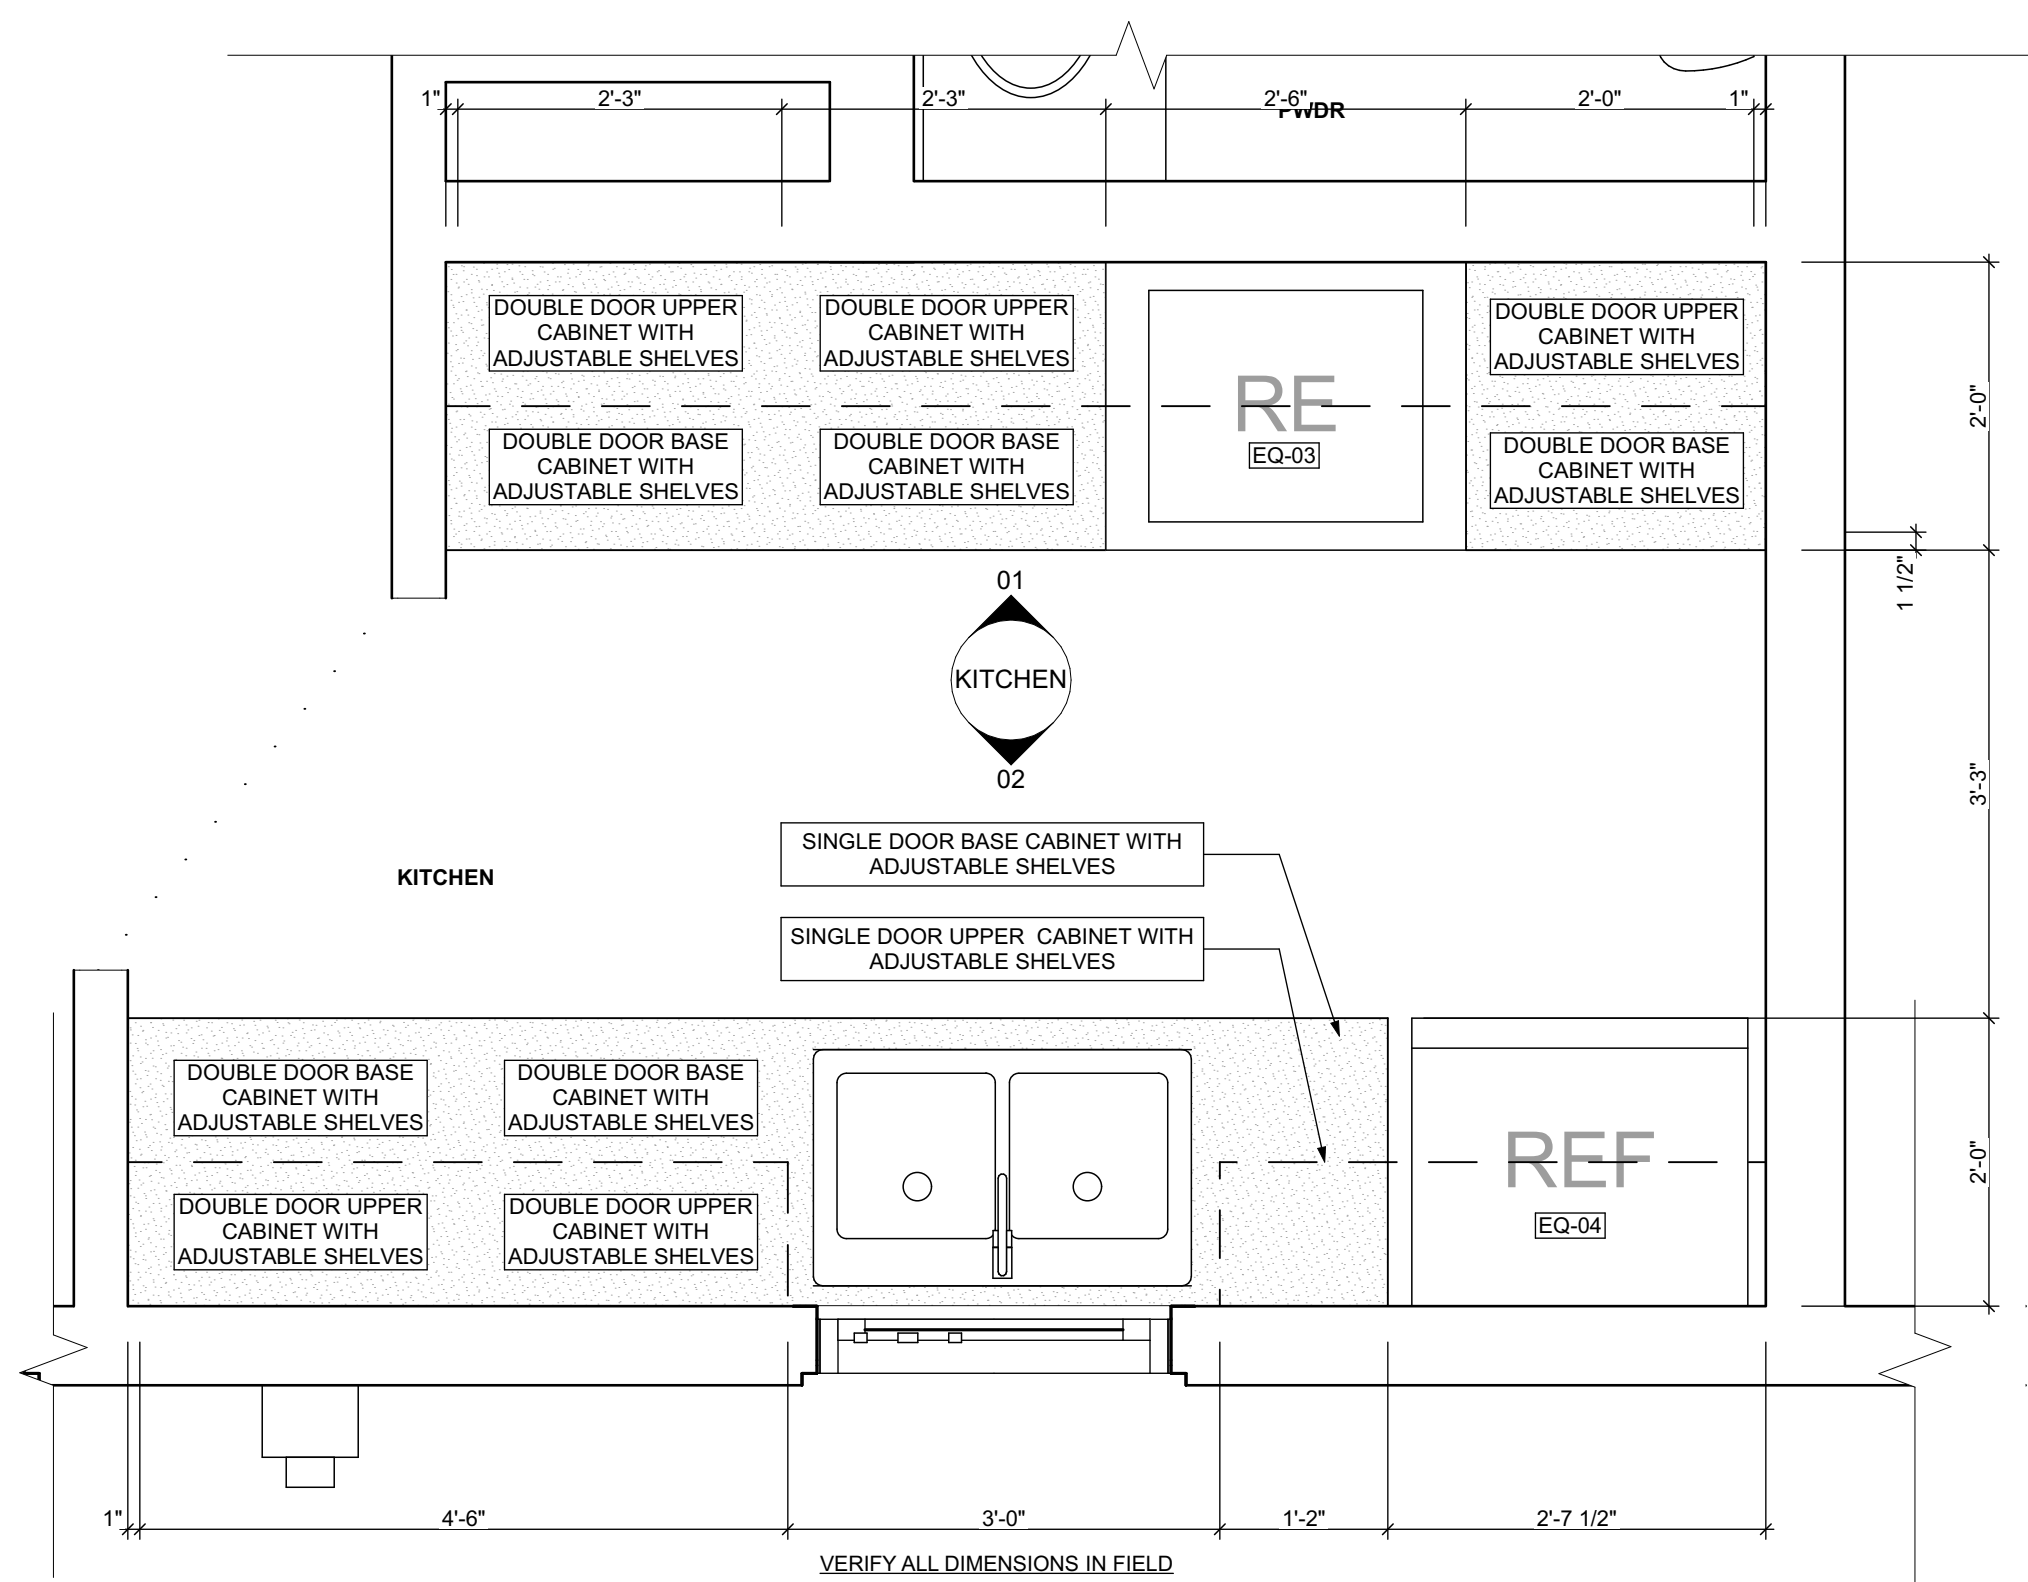 1" 2'-3" 2'-3" 2'-6" 2'-0" 1"
PWDR
DOUBLE DOOR UPPER
CABINET WITH
ADJUSTABLE SHELVES
DOUBLE DOOR UPPER
CABINET WITH
ADJUSTABLE SHELVES
DOUBLE DOOR UPPER
CABINET WITH
ADJUSTABLE SHELVES
RE
EQ-03
2'-0"
DOUBLE DOOR BASE
CABINET WITH
ADJUSTABLE SHELVES
DOUBLE DOOR BASE
CABINET WITH
ADJUSTABLE SHELVES
DOUBLE DOOR BASE
CABINET WITH
ADJUSTABLE SHELVES
1 1/2"
01
KITCHEN
02
3'-3"
SINGLE DOOR BASE CABINET WITH
ADJUSTABLE SHELVES
KITCHEN
SINGLE DOOR UPPER  CABINET WITH
ADJUSTABLE SHELVES
DOUBLE DOOR BASE
CABINET WITH
ADJUSTABLE SHELVES
DOUBLE DOOR BASE
CABINET WITH
ADJUSTABLE SHELVES
REF
EQ-04
2'-0"
DOUBLE DOOR UPPER
CABINET WITH
ADJUSTABLE SHELVES
DOUBLE DOOR UPPER
CABINET WITH
ADJUSTABLE SHELVES
1" 4'-6" 3'-0" 1'-2" 2'-7 1/2"
VERIFY ALL DIMENSIONS IN FIELD